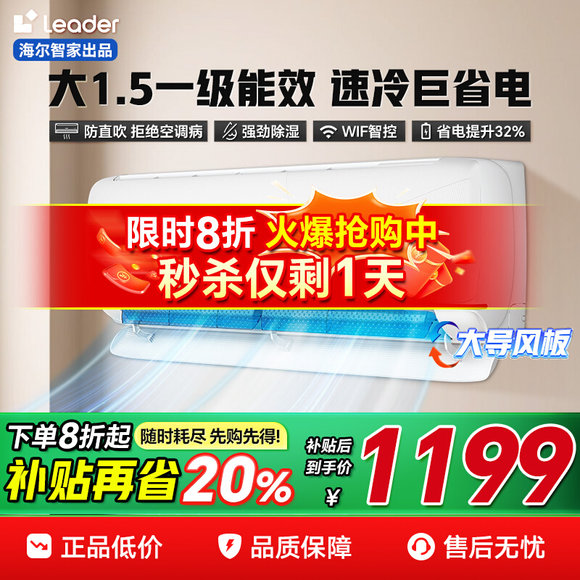 Leader
海尔智家出品
大1.5一级能效 速冷巨省电
防直吹 拒绝空调病
强劲除湿
WIFI智控
省电提升32%
限时8折 火爆抢购中
秒杀仅剩1天
大导风板
下单8折起
随时耗尽 先购先得!
补贴再省20%
补贴后
到手价
¥
1199
正品低价
品质保障
售后无忧